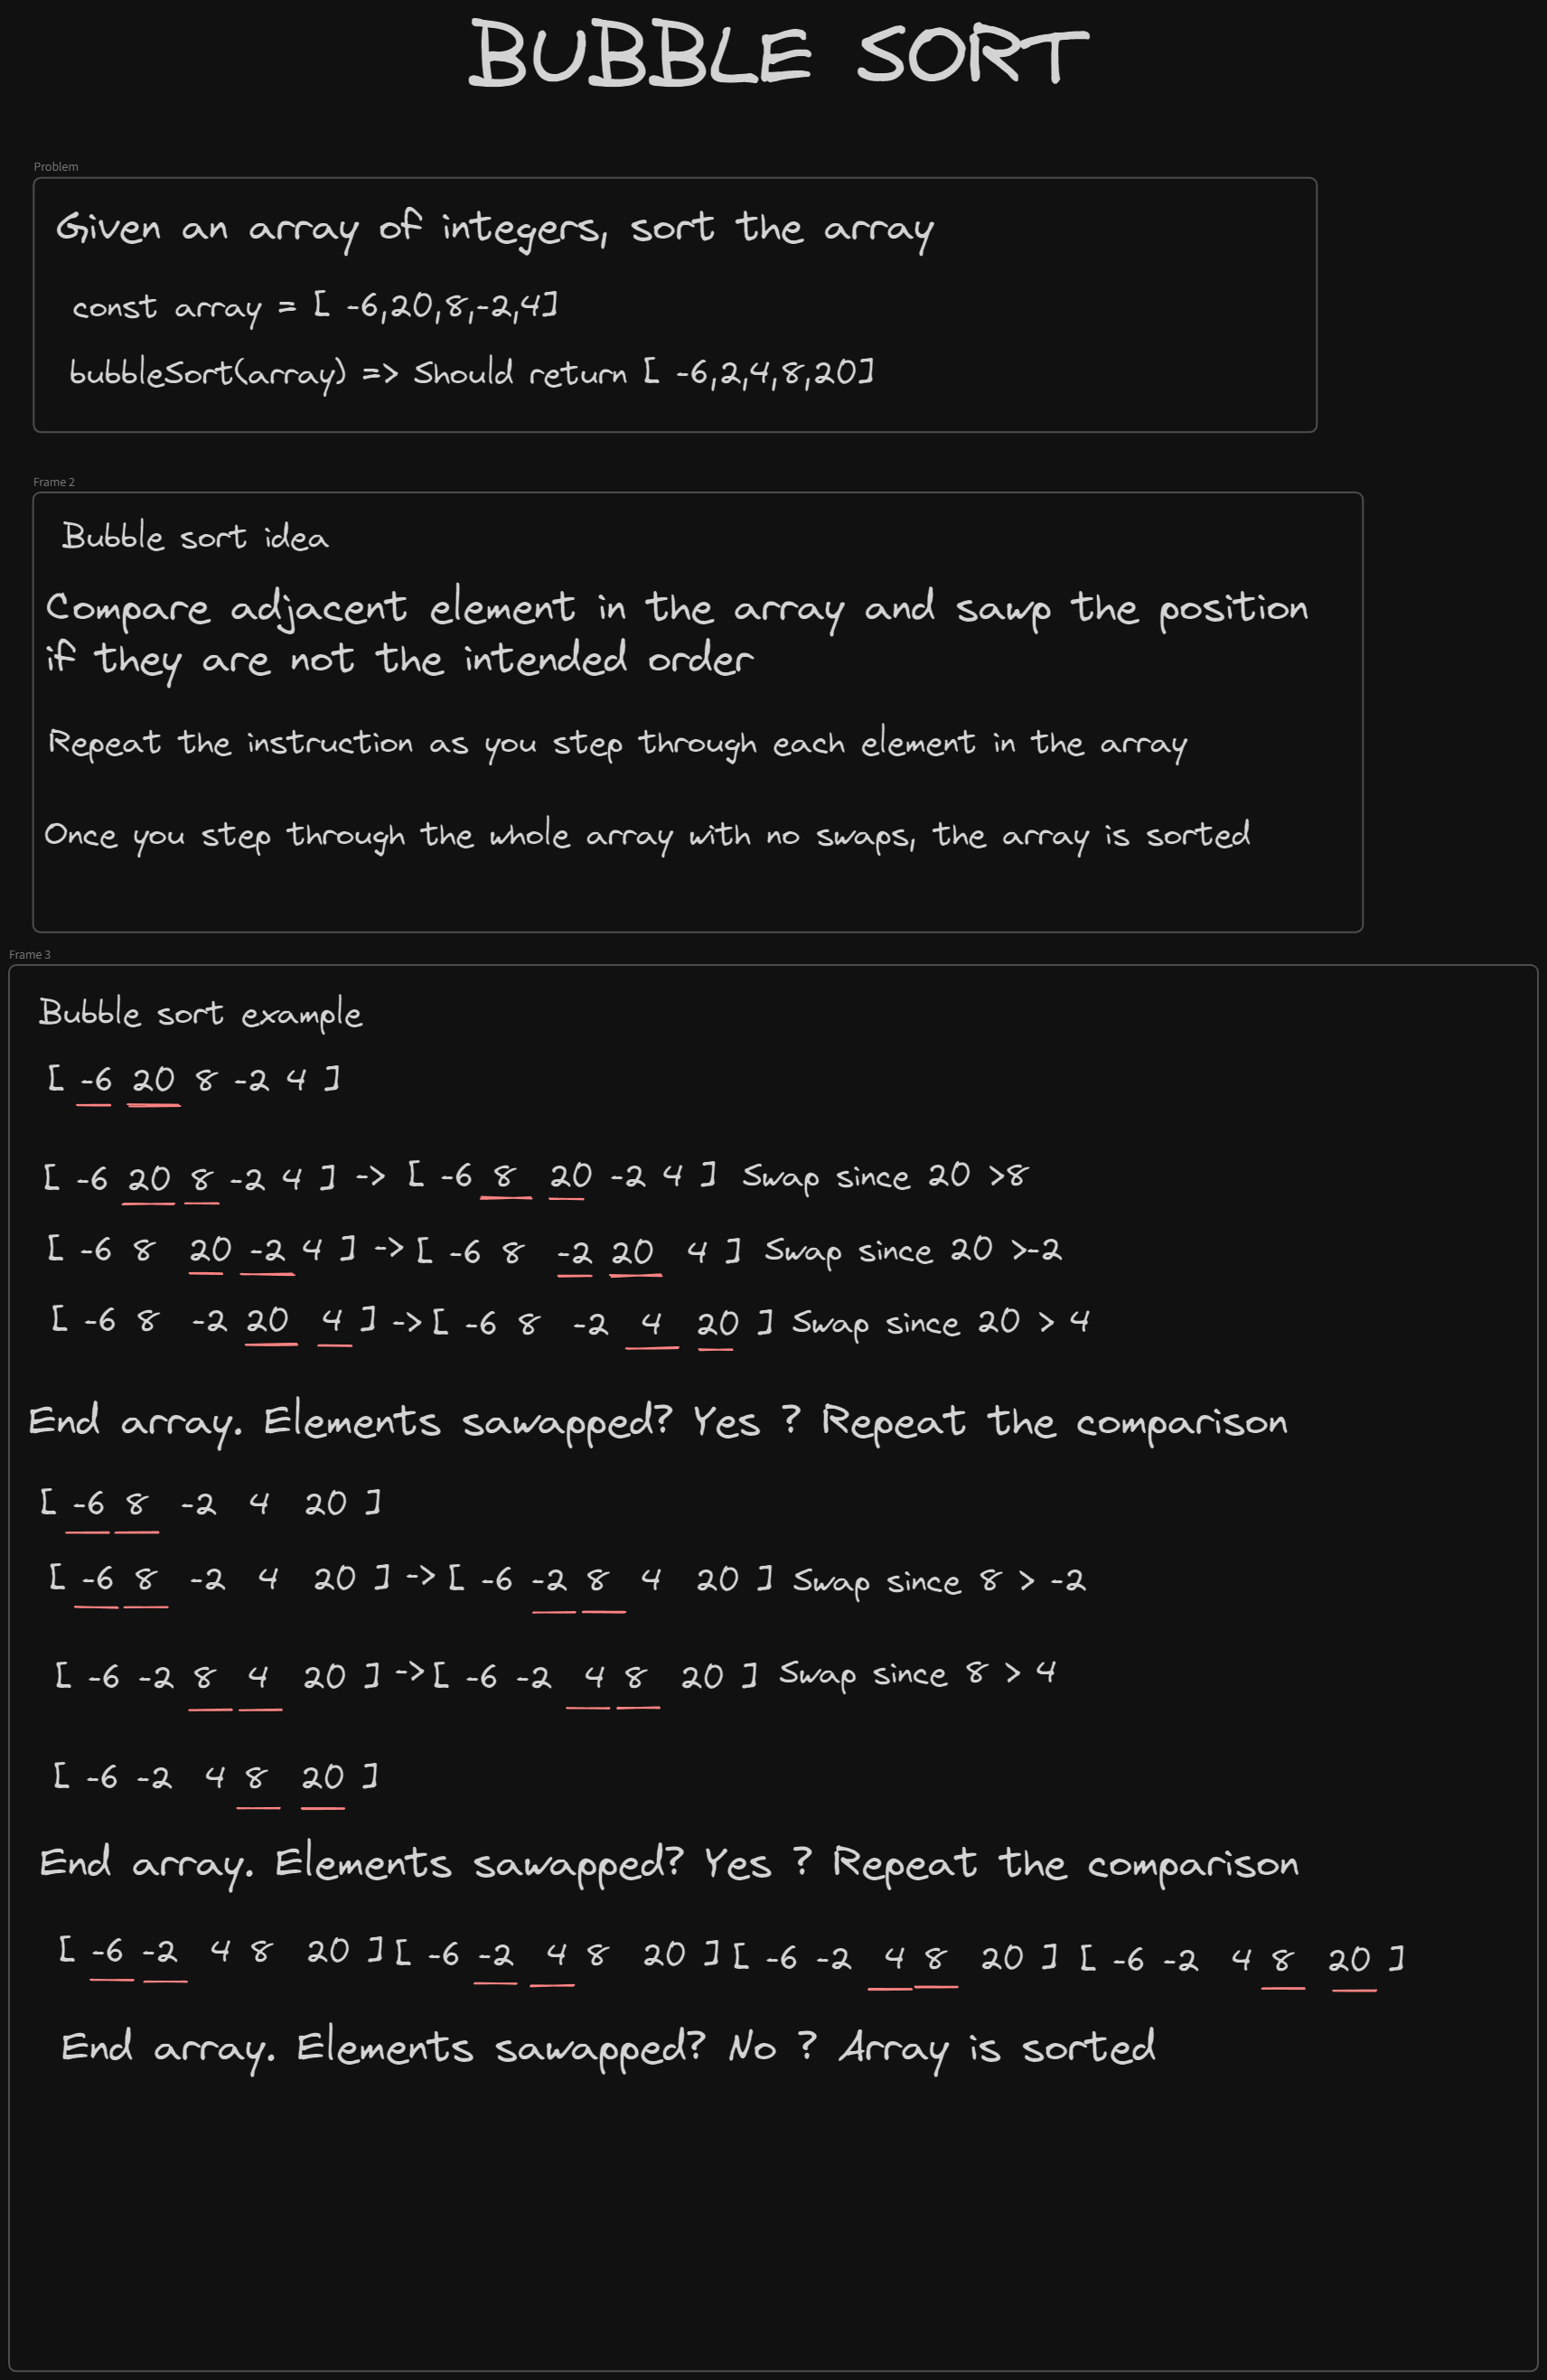 BUBBLE SORT
Problem
Given an array of integers, sort the array
const array = [ -6,20,8,-2,4]
bubbleSort(array) => Should return [ -6,2,4,8,20]
Frame 2
Bubble sort idea
Compare adjacent element in the array and sawp the position
if they are not the intended order
Repeat the instruction as you step through each element in the array
Once you step through the whole array with no swaps, the array is sorted
Frame 3
Bubble sort example
[ -6 20 8 -2 4 ]
[ -6 20 8 -2 4 ] -> [ -6 8 20 -2 4 ] Swap since 20 >8
[ -6 8 20 -2 4 ] -> [ -6 8 -2 20 4 ] Swap since 20 >-2
[ -6 8 -2 20 4 ] -> [ -6 8 -2 4 20 ] Swap since 20 > 4
End array. Elements sawapped? Yes ? Repeat the comparison
[ -6 8 -2 4 20 ]
[ -6 8 -2 4 20 ] -> [ -6 -2 8 4 20 ] Swap since 8 > -2
[ -6 -2 8 4 20 ] -> [ -6 -2 4 8 20 ] Swap since 8 > 4
[ -6 -2 4 8 20 ]
End array. Elements sawapped? Yes ? Repeat the comparison
[ -6 -2 4 8 20 ] [ -6 -2 4 8 20 ] [ -6 -2 4 8 20 ] [ -6 -2 4 8 20 ]
End array. Elements sawapped? No ? Array is sorted